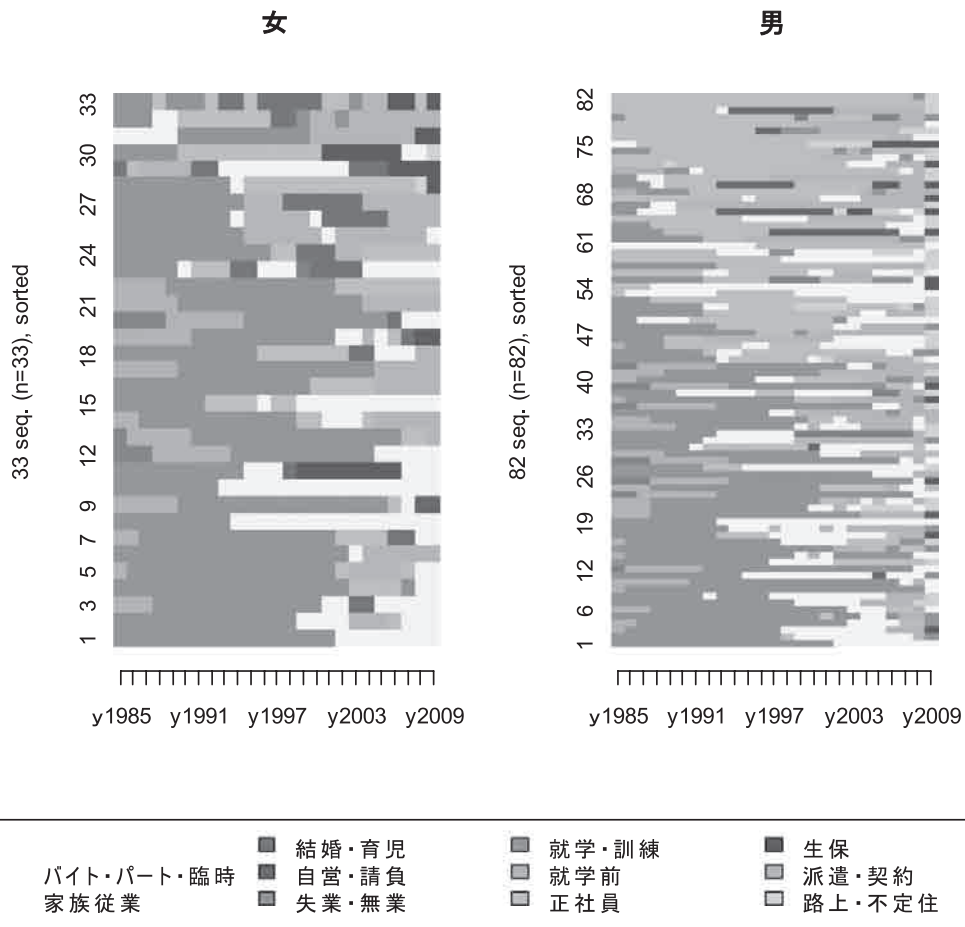 女
男
33 seq. (n=33), sorted
33
30
27
24
21
18
15
12
9
7
5
3
1
y1985 y1991 y1997 y2003 y2009
82 seq. (n=82), sorted
82
75
68
61
54
47
40
33
26
19
12
6
1
y1985 y1991 y1997 y2003 y2009
結婚・育児 就学・訓練 生保
バイト・パート・臨時 自営・請負 就学前 派遣・契約
家族従業 失業・無業 正社員 路上・不定住